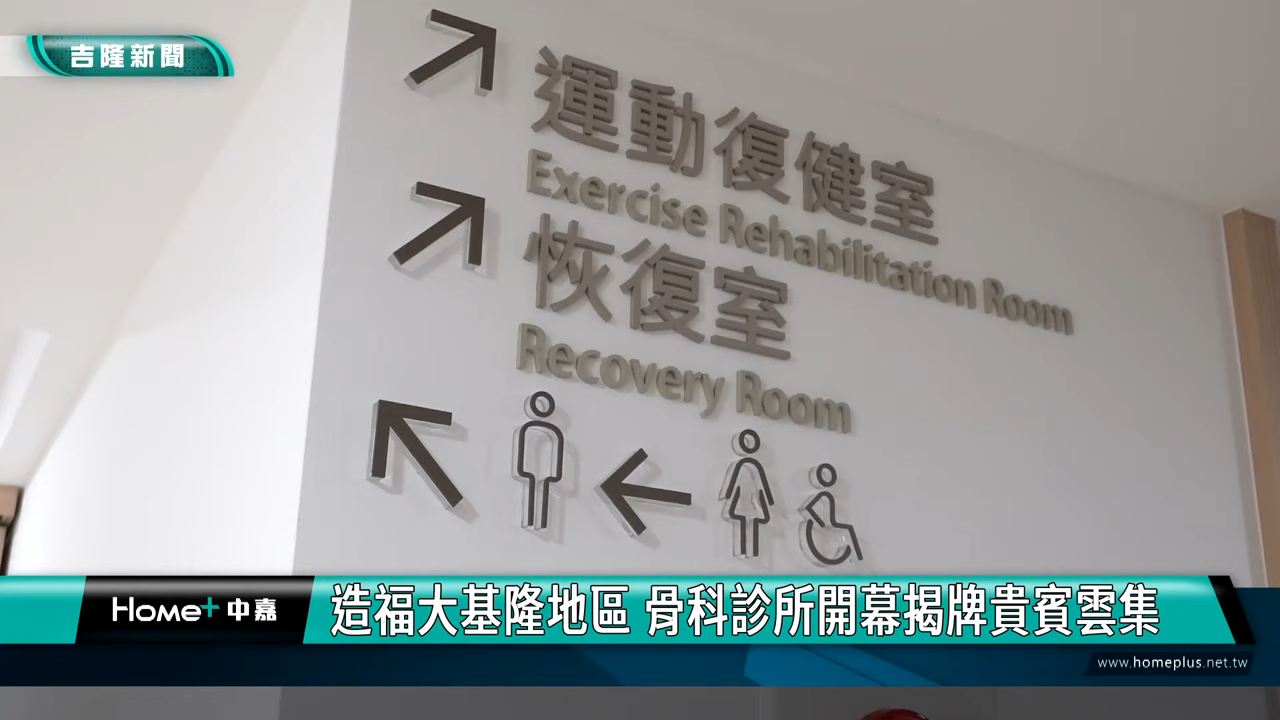 吉隆新聞
運動復健室
Exercise Rehabilitation Room
恢復室
Recovery Room
Home+ 中嘉
造福大基隆地區 骨科診所開幕揭牌貴賓雲集
www.homeplus.net.tw